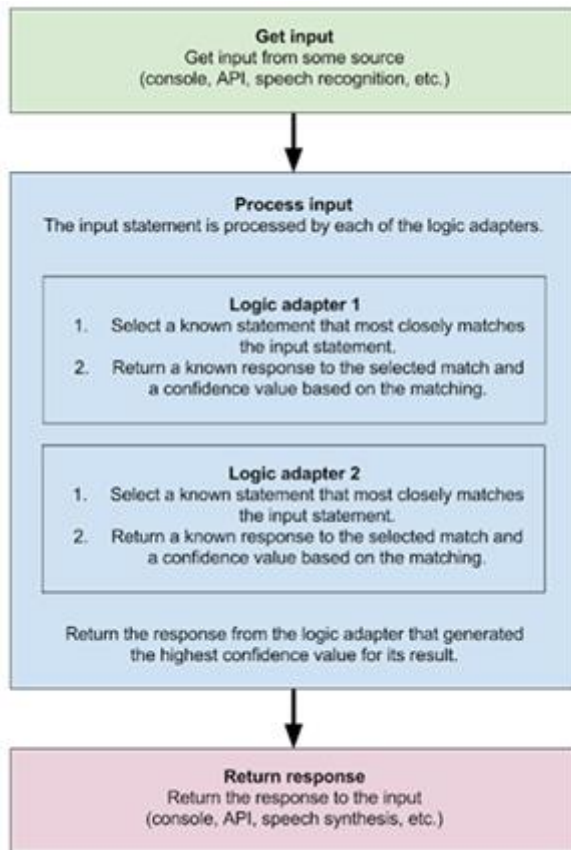 Get input
Get input from some source
(console, API, speech recognition, etc.)
Process input
The input statement is processed by each of the logic adapters.
Logic adapter 1
1. Select a known statement that most closely matches
the input statement.
2. Return a known response to the selected match and
a confidence value based on the matching.
Logic adapter 2
1. Select a known statement that most closely matches
the input statement.
2. Return a known response to the selected match and
a confidence value based on the matching.
Return the response from the logic adapter that generated
the highest confidence value for its result.
Return response
Return the response to the input
(console, API, speech synthesis, etc.)